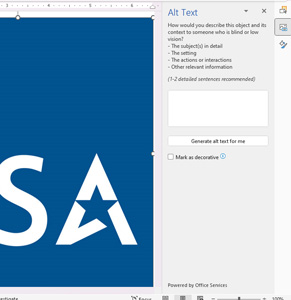 Alt Text
How would you describe this object and its
context to someone who is blind or low
vision?
- The subject(s) in detail
- The setting
- The actions or interactions
- Other relevant information
(1-2 detailed sentences recommended)
Generate alt text for me
Mark as decorative
SA
Powered by Office Services
Focus
100%